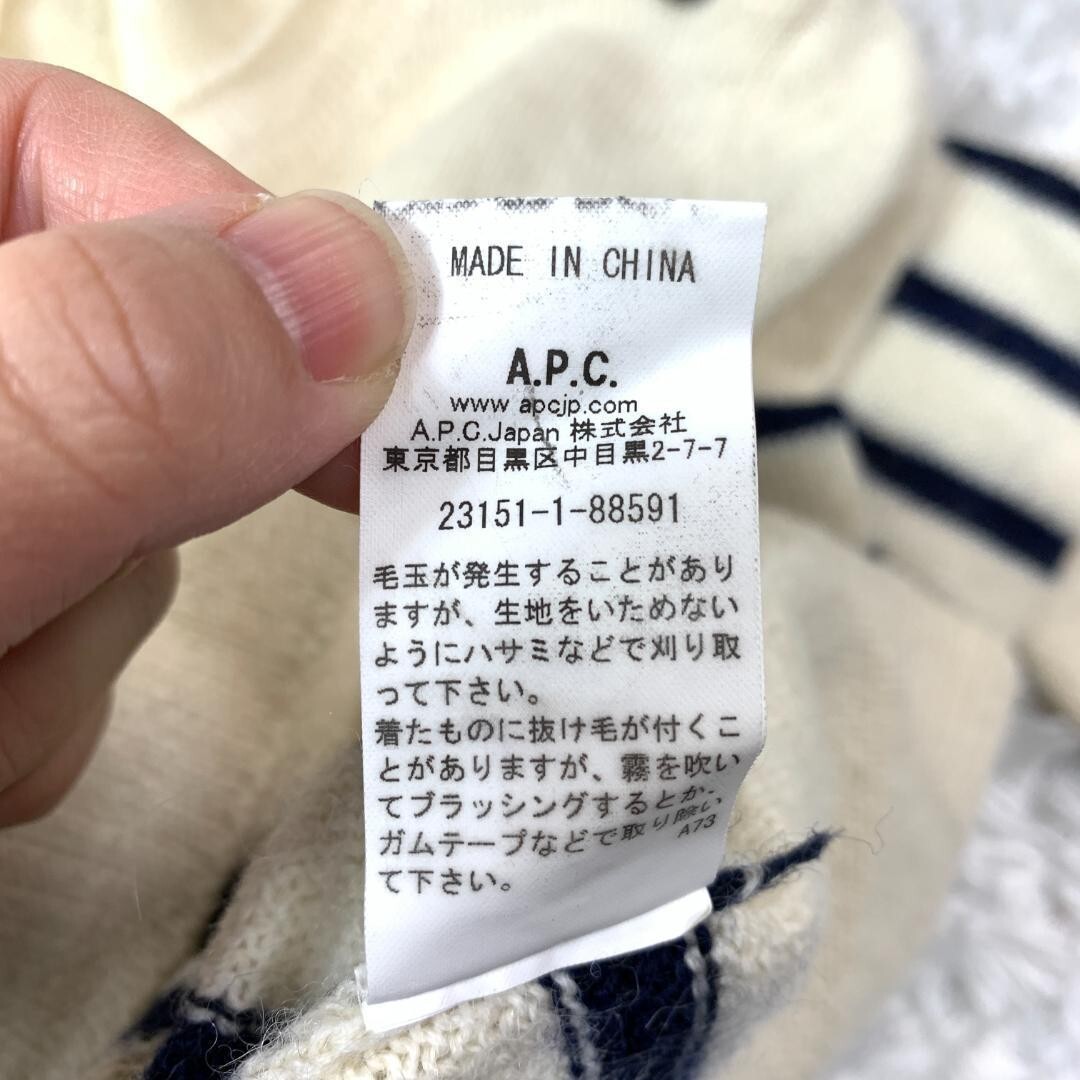 MADE IN CHINA
A.P.C.
www apcjp.com
A.P.C.Japan 株式会社
東京都目黒区中目黒2-7-7
23151-1-88591
毛玉が発生することがあり
ますが、生地をいためない
ようにハサミなどで刈り取
って下さい。
着たものに抜け毛が付くこ
とがありますが、霧を吹い
てブラッシングするとか、
ガムテープなどで取り除い
て下さい。
A73